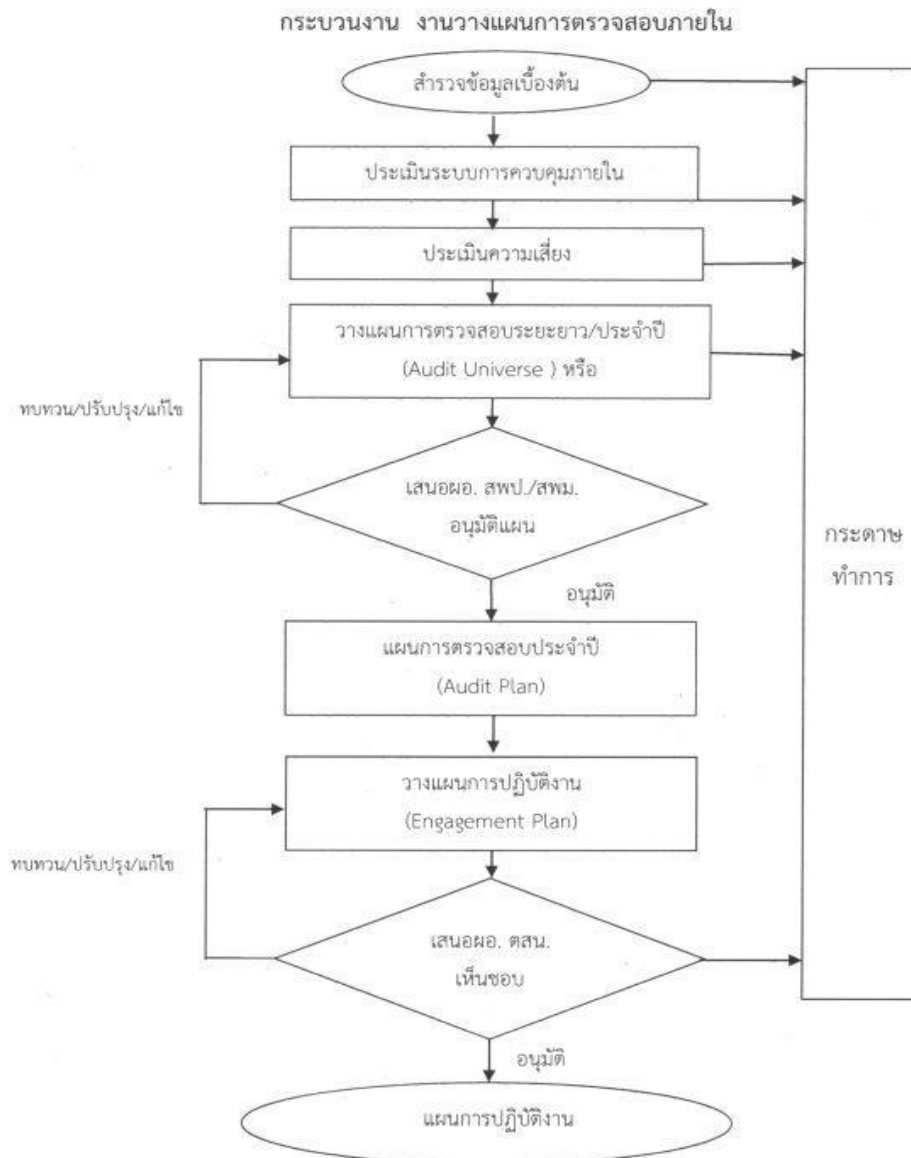 กระบวนงาน งานวางแผนการตรวจสอบภายใน
สำรวจข้อมูลเบื้องต้น
ประเมินระบบการควบคุมภายใน
ประเมินความเสี่ยง
วางแผนการตรวจสอบระยะยาว/ประจำปี
(Audit Universe ) หรือ
ทบทวน/ปรับปรุง/แก้ไข
เสนอผอ. สพป./สพม.
อนุมัติแผน
กระดาษ
ทำการ
อนุมัติ
แผนการตรวจสอบประจำปี
(Audit Plan)
วางแผนการปฏิบัติงาน
(Engagement Plan)
ทบทวน/ปรับปรุง/แก้ไข
เสนอผอ. ตสน.
เห็นชอบ
อนุมัติ
แผนการปฏิบัติงาน